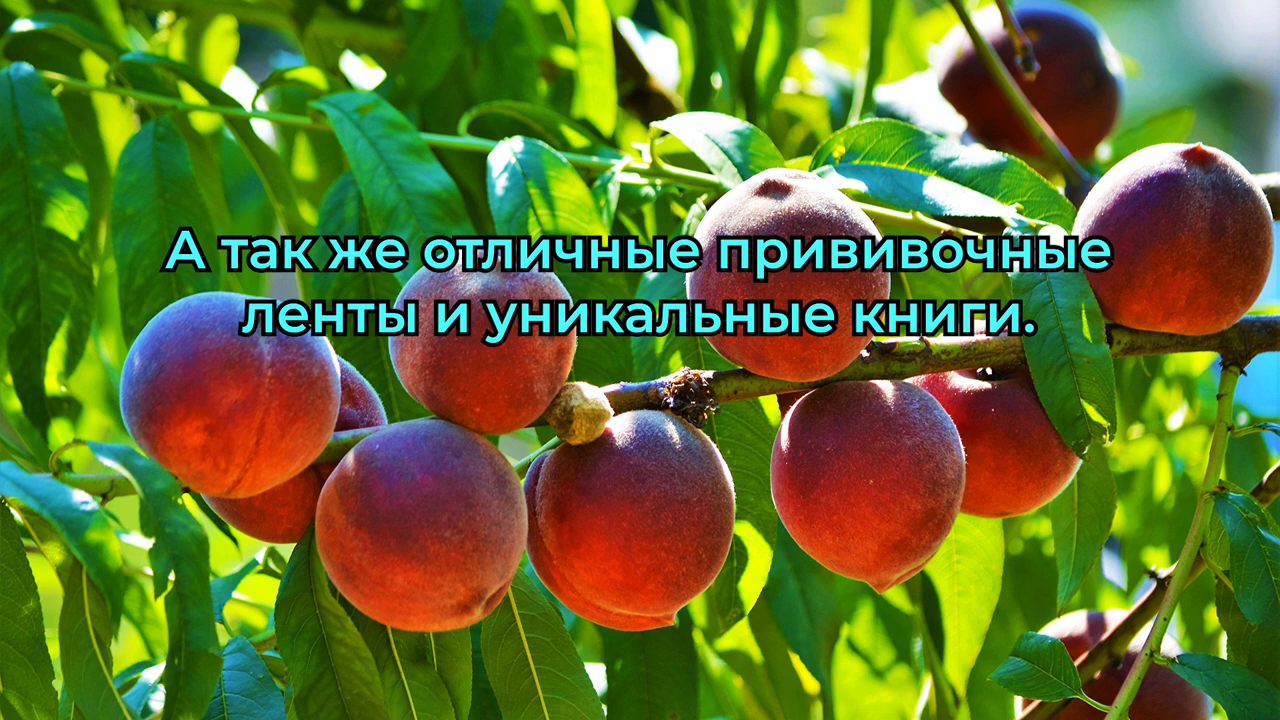 А так же отличные прививочные
ленты и уникальные книги.